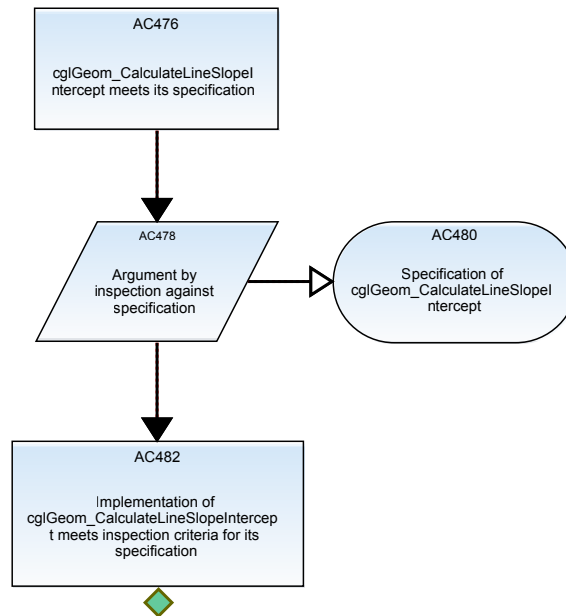 AC476
cglGeom_CalculateLineSlopeI
ntercept meets its specification
AC478
Argument by
inspection against
specification
AC480
Specification of
cglGeom_CalculateLineSlopeI
ntercept
AC482
Implementation of
cglGeom_CalculateLineSlopeIntercep
t meets inspection criteria for its
specification